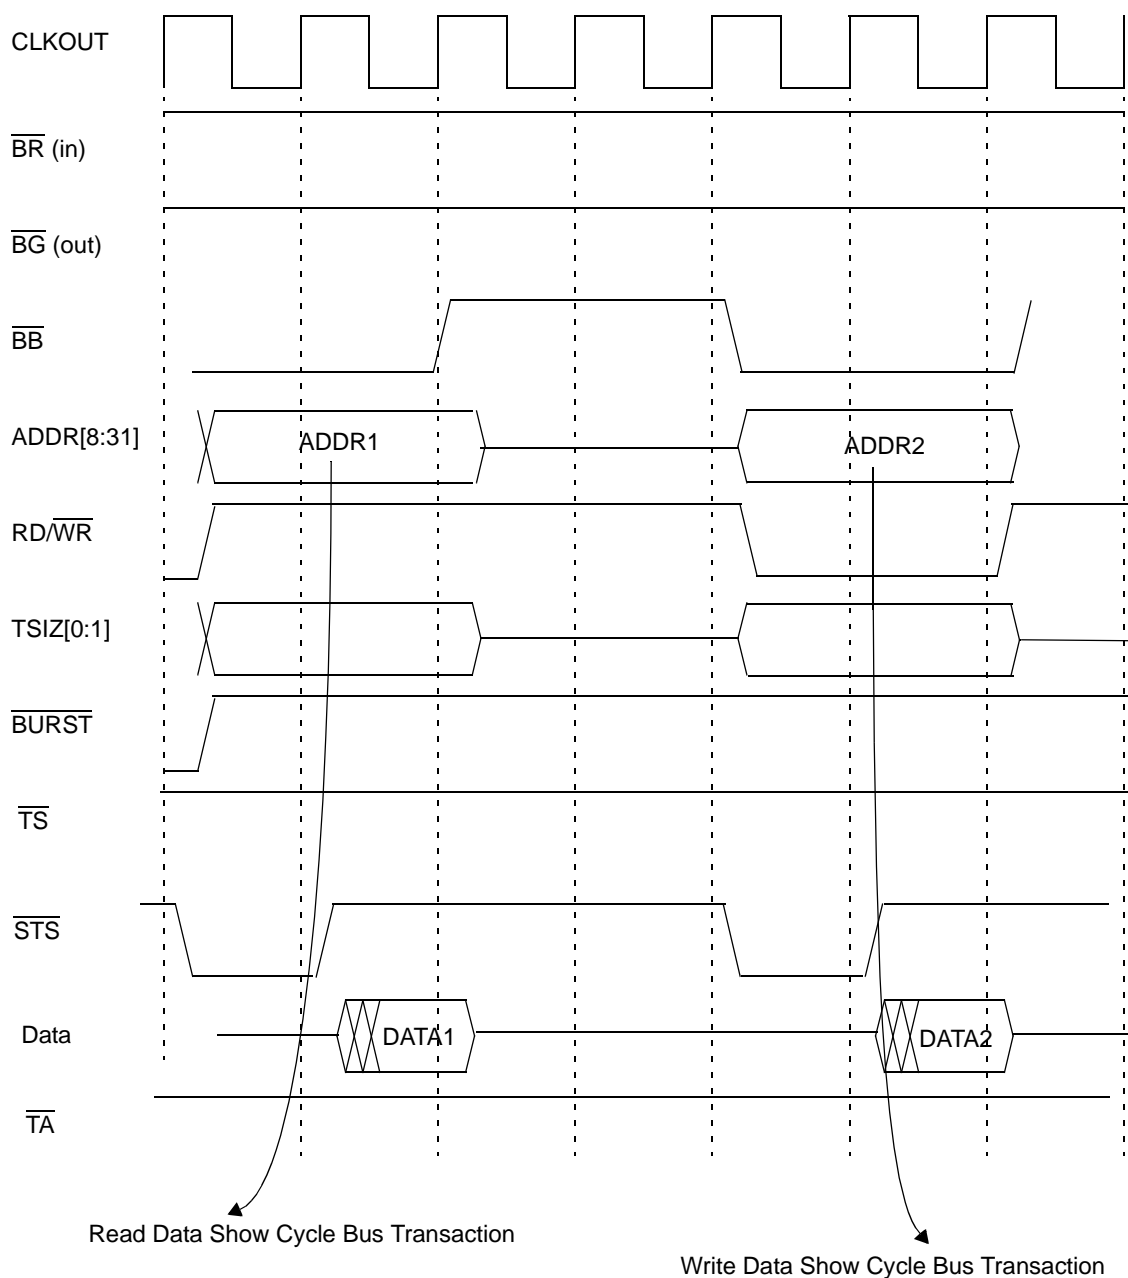 CLKOUT
BR (in)
BG (out)
BB
ADDR[8:31]
ADDR1
ADDR2
RD/WR
TSIZ[0:1]
BURST
TS
STS
Data
DATA1
DATA2
TA
Read Data Show Cycle Bus Transaction
Write Data Show Cycle Bus Transaction